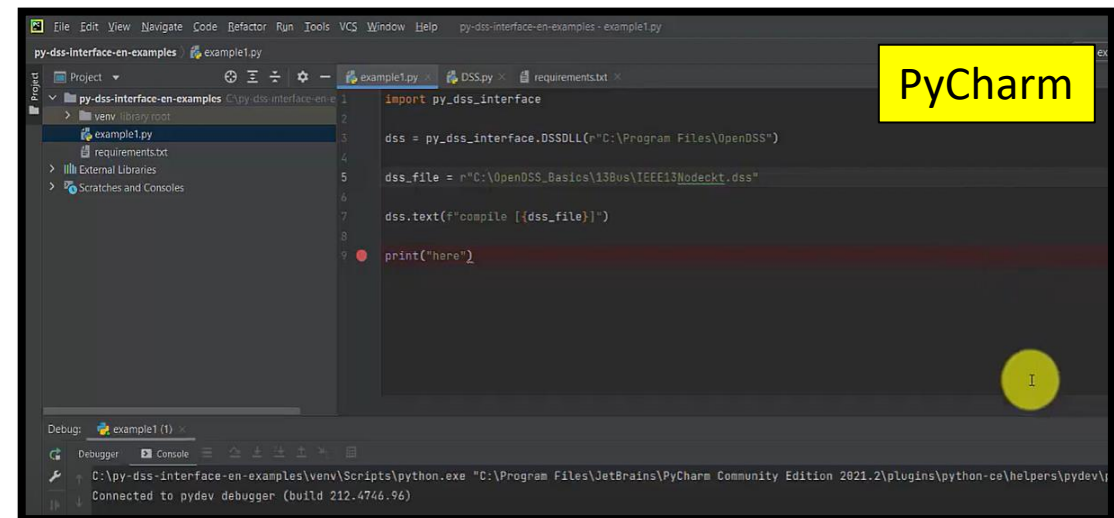 File Edit View Navigate Code Refactor Run Tools VCS Window Help py-dss-interface-en-examples - example1.py
py-dss-interface-en-examples example1.py
PyCharm
Project
Project example1.py DSS.py requirements.txt
py-dss-interface-en-examples C:\py-dss-interface-en-e
venv library root
example1.py
requirements.txt
External Libraries
Scratches and Consoles
1 import py_dss_interface
2
3 dss = py_dss_interface.DSSDLL(r"C:\Program Files\OpenDSS")
4
5 dss_file = r"C:\OpenDSS_Basics\13Bus\IEEE13Nodeckt.dss"
6
7 dss.text(f"compile [{dss_file}]")
8
9 print("here")
Debug: example1 (1)
Debugger Console
C:\py-dss-interface-en-examples\venv\Scripts\python.exe "C:\Program Files\JetBrains\PyCharm Community Edition 2021.2\plugins\python-ce\helpers\pydev\p
Connected to pydev debugger (build 212.4746.96)